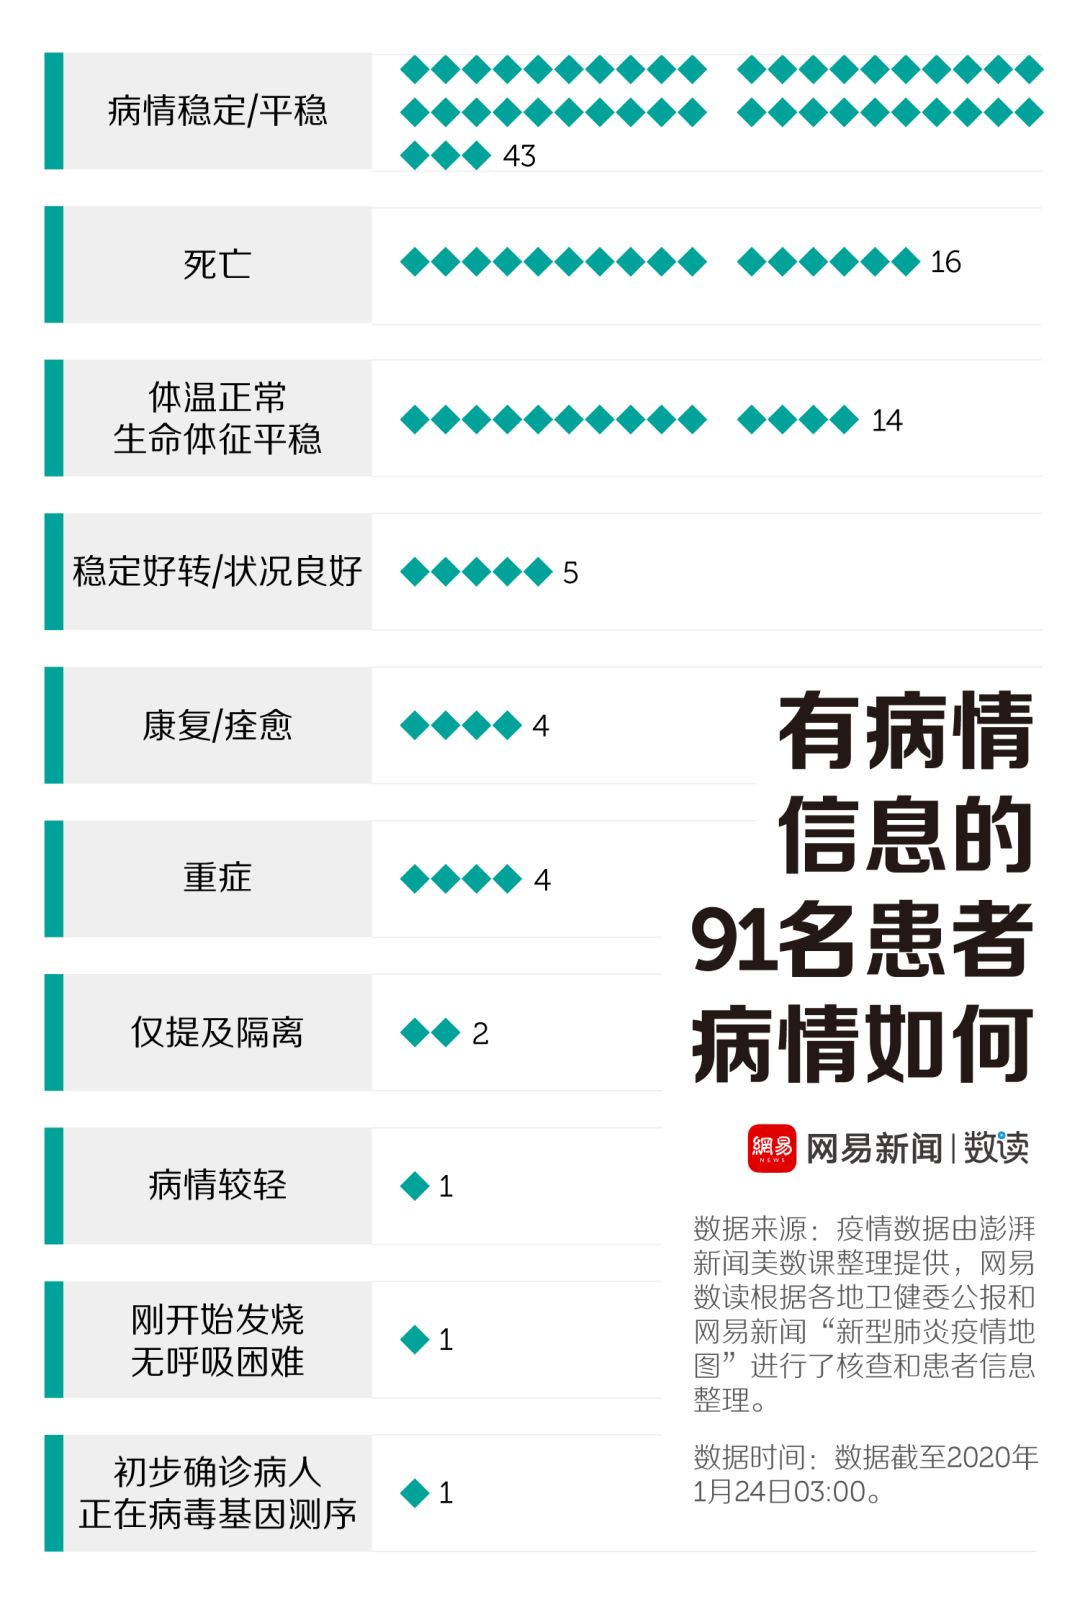 病情稳定/平稳
43
死亡
16
体温正常
生命体征平稳
14
稳定好转/状况良好
5
康复/痊愈
4
重症
4
仅提及隔离
2
病情较轻
1
刚开始发烧
无呼吸困难
1
初步确诊病人
正在病毒基因测序
1
有病情
信息的
91名患者
病情如何
網易
NEWS
网易新闻|数读
数据来源：疫情数据由澎湃
新闻美数课整理提供，网易
数读根据各地卫健委公报和
网易新闻“新型肺炎疫情地
图”进行了核查和患者信息
整理。
数据时间：数据截至2020年
1月24日03:00。